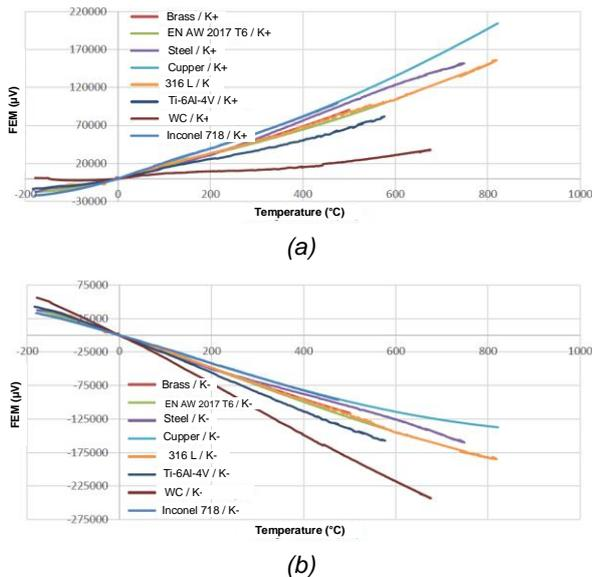 220000
170000
120000
70000
20000
-30000
FEM (µV)
Brass / K+
EN AW 2017 T6 / K+
Steel / K+
Cupper / K+
316 L / K
Ti-6Al-4V / K+
WC / K+
Inconel 718 / K+
-200 0 200 400 600 800 1000
Temperature (°C)
(a)
75000
-25000
-75000
-125000
-175000
-225000
-275000
FEM (µV)
-200 0 200 400 600 800 1000
Brass / K-
EN AW 2017 T6 / K-
Steel / K-
Cupper / K-
316 L / K-
Ti-6Al-4V / K-
WC / K-
Inconel 718 / K-
Temperature (°C)
(b)